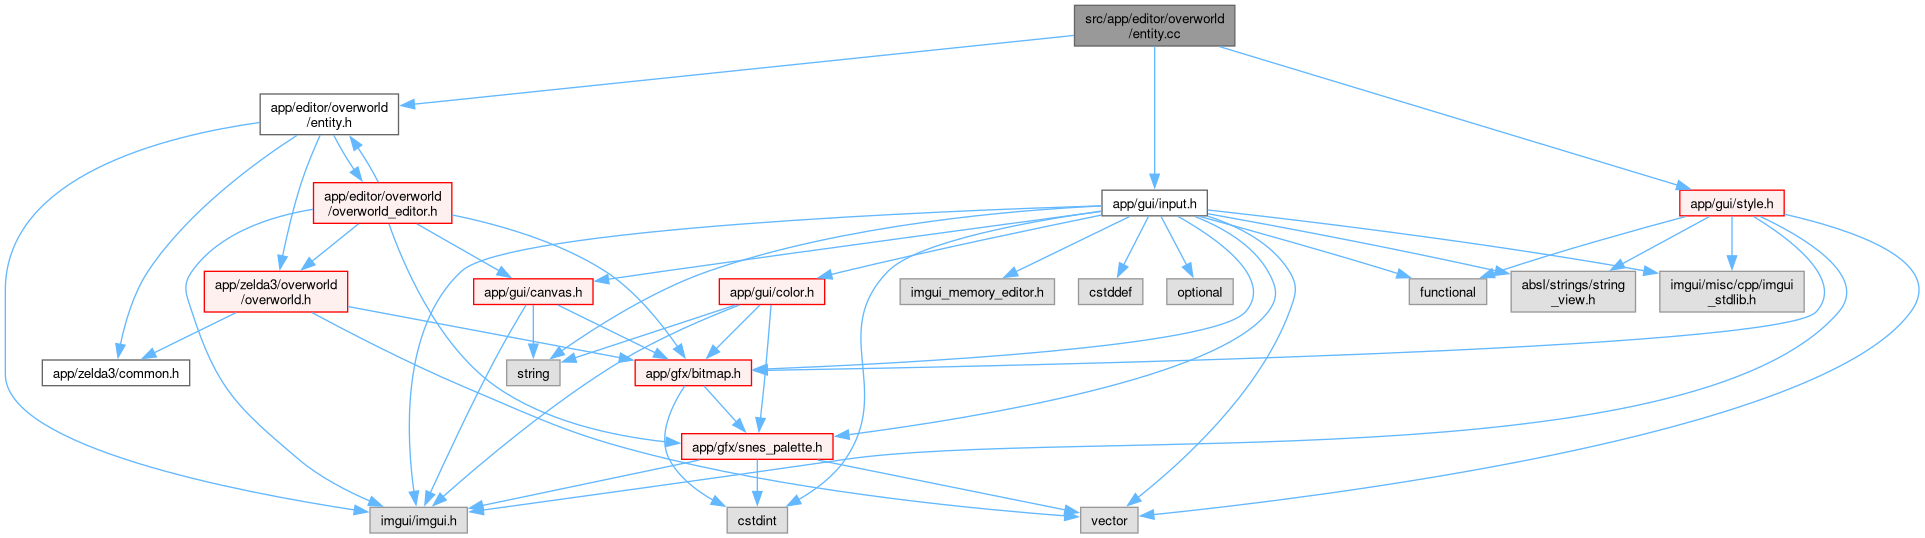 src/app/editor/overworld
/entity.cc
app/editor/overworld
/entity.h
app/editor/overworld
/overworld_editor.h
app/gui/input.h
app/gui/style.h
app/zelda3/overworld
/overworld.h
app/gui/canvas.h
app/gui/color.h
imgui_memory_editor.h
cstddef
optional
functional
absl/strings/string
_view.h
imgui/misc/cpp/imgui
_stdlib.h
app/zelda3/common.h
string
app/gfx/bitmap.h
app/gfx/snes_palette.h
imgui/imgui.h
cstdint
vector